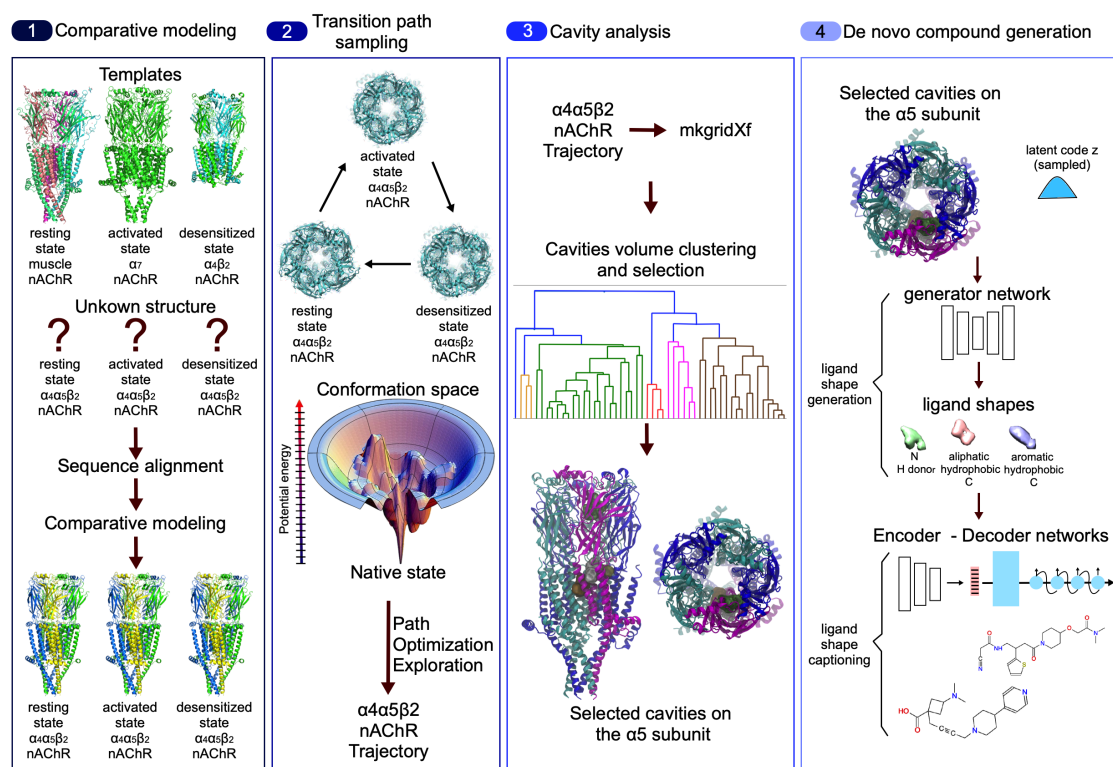 1 Comparative modeling
Templates
resting
state
muscle
nAChR
activated
state
α7
nAChR
desensitized
state
α4β2
nAChR
Unkown structure
? ? ?
resting
state
α4α5β2
nAChR
activated
state
α4α5β2
nAChR
desensitized
state
α4α5β2
nAChR
Sequence alignment
Comparative modeling
resting
state
α4α5β2
nAChR
activated
state
α4α5β2
nAChR
desensitized
state
α4α5β2
nAChR
2 Transition path
sampling
activated
state
α4α5β2
nAChR
resting
state
α4α5β2
nAChR
desensitized
state
α4α5β2
nAChR
Conformation space
Potential energy
Native state
Path
Optimization
Exploration
α4α5β2
nAChR
Trajectory
3 Cavity analysis
α4α5β2
nAChR
Trajectory
mkgridXf
Cavities volume clustering
and selection
Selected cavities on
the α5 subunit
4 De novo compound generation
Selected cavities on
the α5 subunit
latent code z
(sampled)
generator network
ligand
shape
generation
ligand shapes
N
H donor
aliphatic
hydrophobic
C
aromatic
hydrophobic
C
Encoder - Decoder networks
ligand
shape
captioning
O
NH
N
S
O
N
O
O
N
N
HO
O
C≡C
N
N